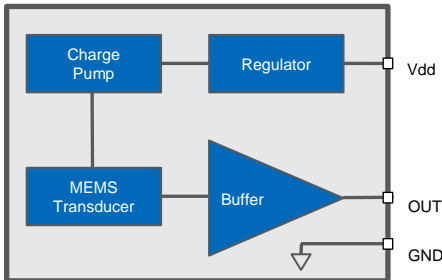 Charge
Pump
Regulator
Vdd
MEMS
Transducer
Buffer
OUT
GND